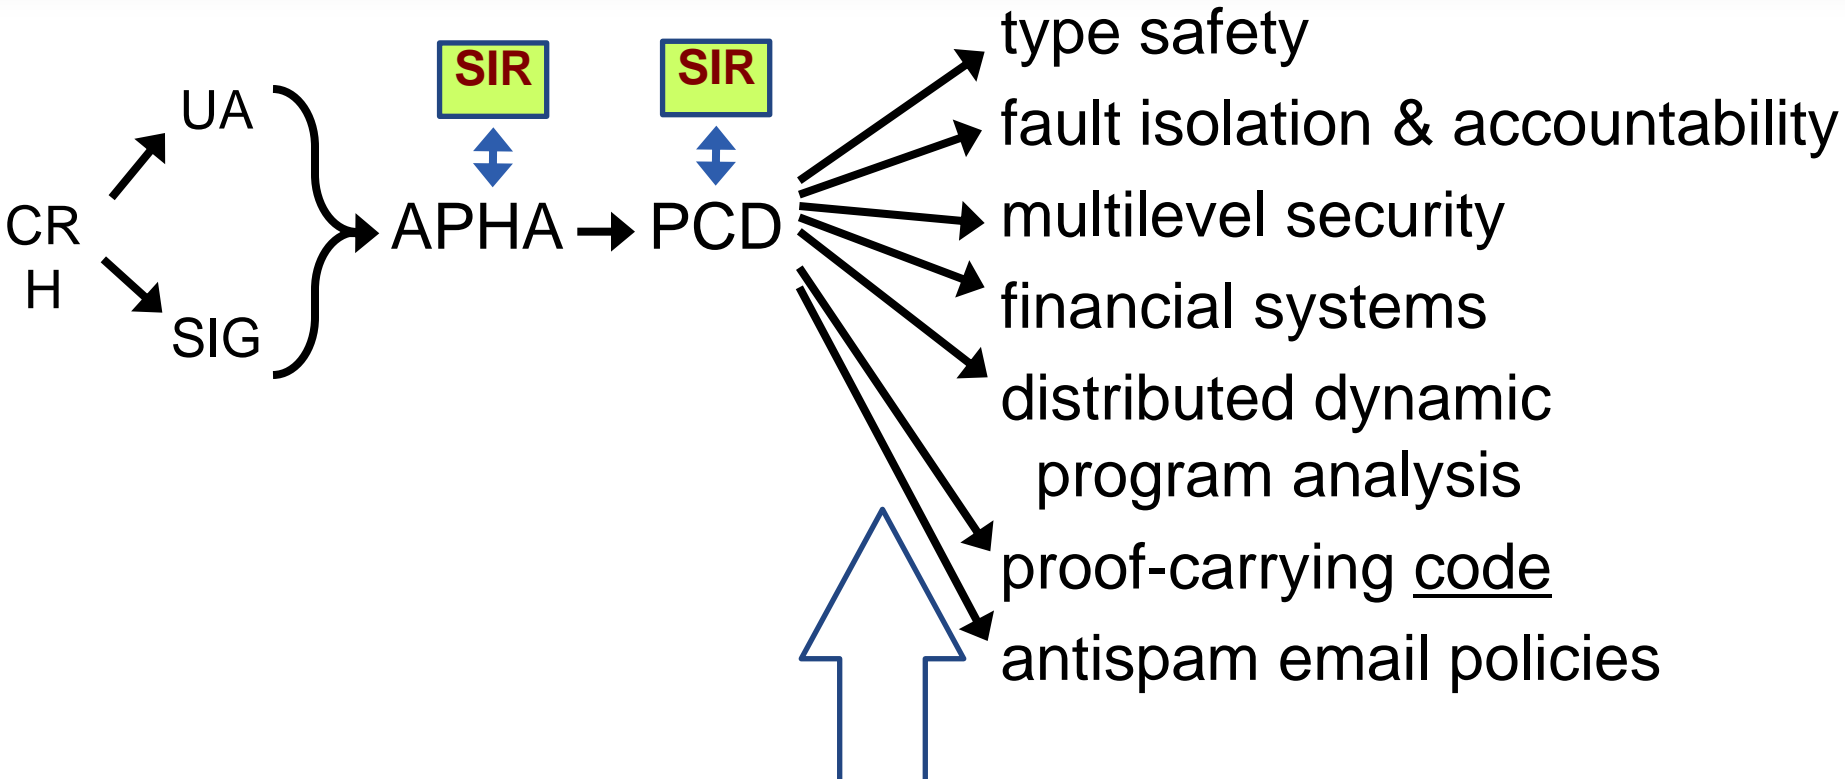 SIR
SIR
UA
CR
H
SIG
APHA
PCD
type safety
fault isolation & accountability
multilevel security
financial systems
distributed dynamic
program analysis
proof-carrying code
antispam email policies